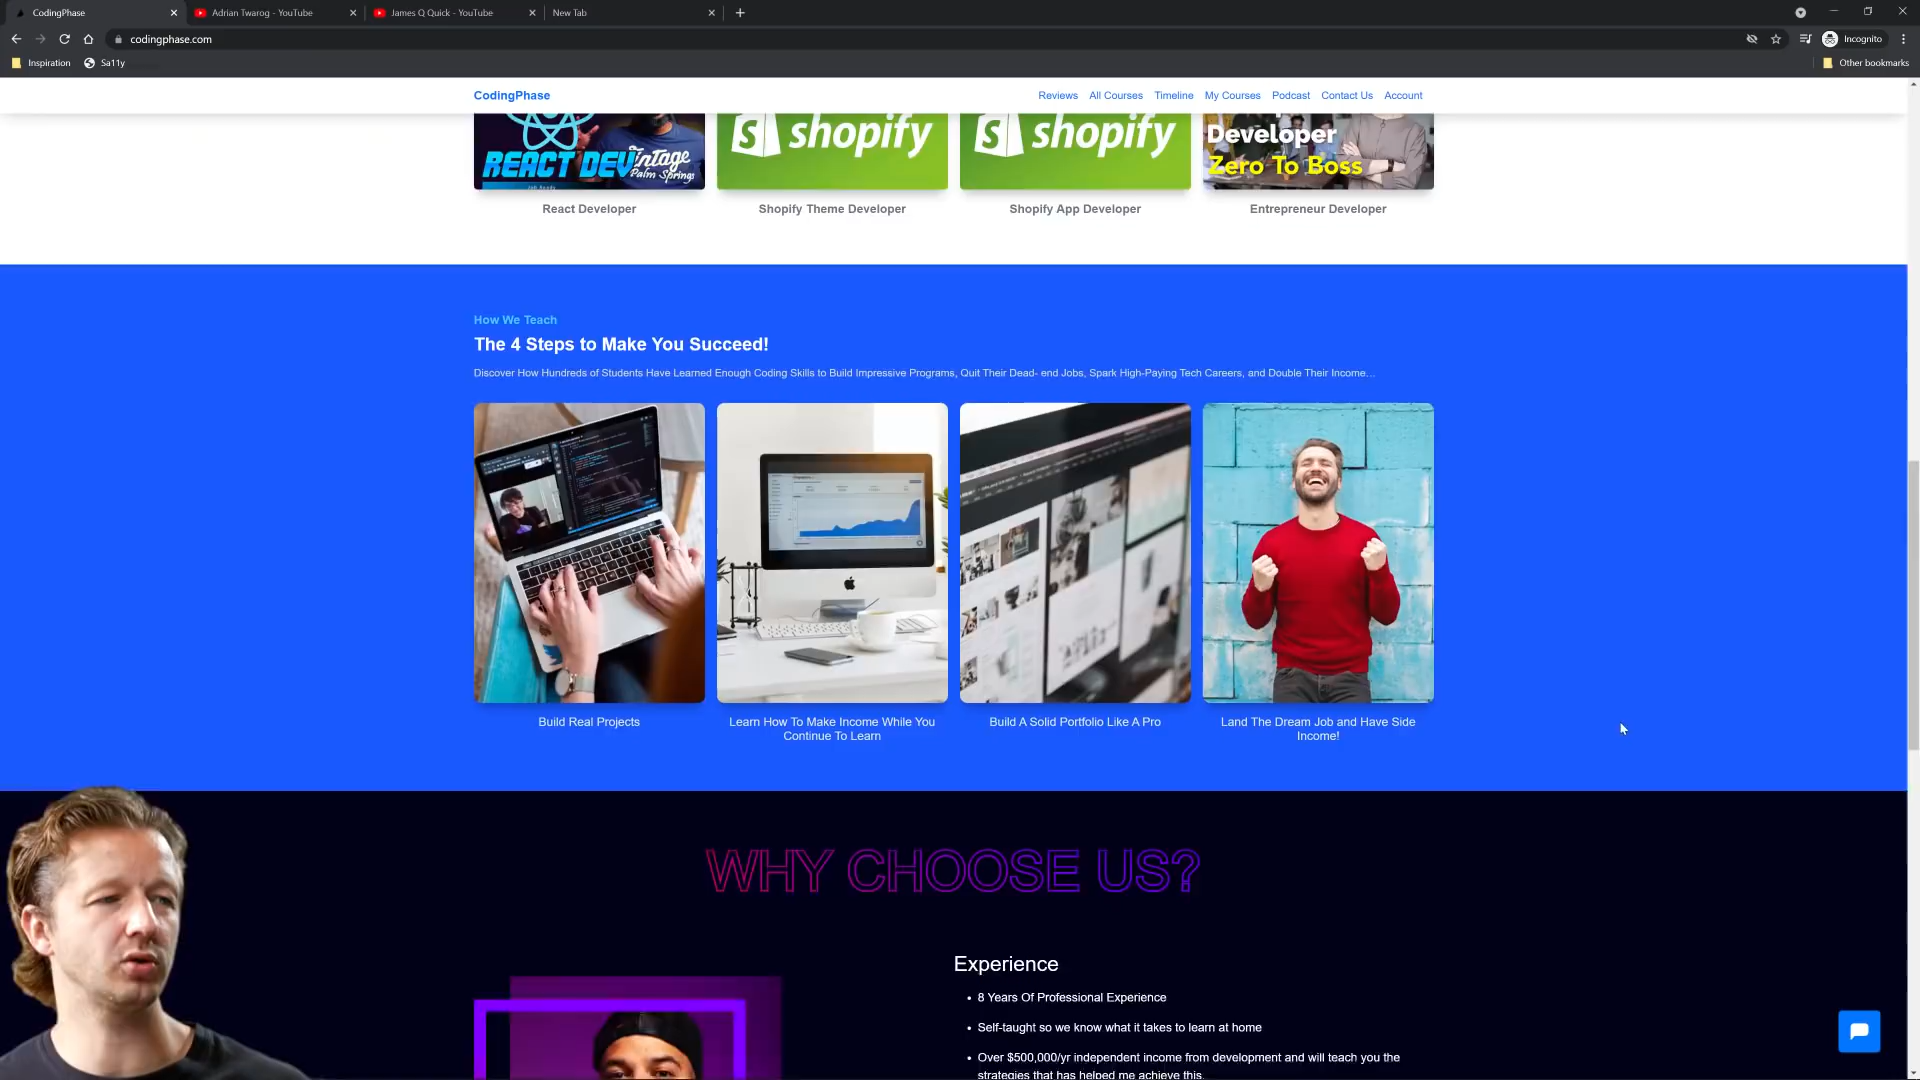 CodingPhase
Adrian Twarog - YouTube
James Q Quick - YouTube
New Tab
codingphase.com
Incognito
Inspiration
Sa11y
Other bookmarks
CodingPhase
Reviews
All Courses
Timeline
My Courses
Podcast
Contact Us
Account
REACT DEV
Vintage
Palm Springs
shopify
shopify
Developer
Zero To Boss
React Developer
Shopify Theme Developer
Shopify App Developer
Entrepreneur Developer
How We Teach
The 4 Steps to Make You Succeed!
Discover How Hundreds of Students Have Learned Enough Coding Skills to Build Impressive Programs, Quit Their Dead- end Jobs, Spark High-Paying Tech Careers, and Double Their Income...
Build Real Projects
Learn How To Make Income While You
Continue To Learn
Build A Solid Portfolio Like A Pro
Land The Dream Job and Have Side
Income!
WHY CHOOSE US?
Experience
8 Years Of Professional Experience
Self-taught so we know what it takes to learn at home
Over $500,000/yr independent income from development and will teach you the
strategies that has helped me achieve this.